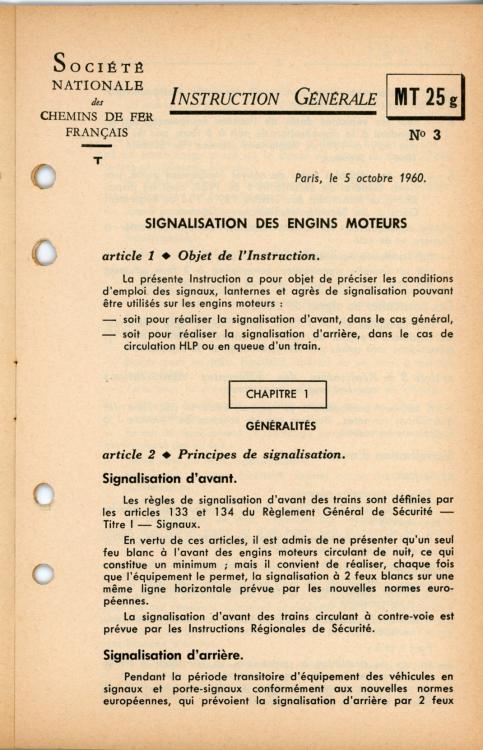 SOCIÉTÉ
NATIONALE
des
CHEMINS DE FER
FRANÇAIS
T
INSTRUCTION GÉNÉRALE
MT 25 g
No 3
Paris, le 5 octobre 1960.
SIGNALISATION DES ENGINS MOTEURS
article 1 ◆ Objet de l'Instruction.
La présente Instruction a pour objet de préciser les conditions
d'emploi des signaux, lanternes et agrès de signalisation pouvant
être utilisés sur les engins moteurs :
— soit pour réaliser la signalisation d'avant, dans le cas général,
— soit pour réaliser la signalisation d'arrière, dans le cas de
circulation HLP ou en queue d'un train.
CHAPITRE 1
GÉNÉRALITÉS
article 2 ◆ Principes de signalisation.
Signalisation d'avant.
Les règles de signalisation d'avant des trains sont définies par
les articles 133 et 134 du Règlement Général de Sécurité —
Titre I — Signaux.
En vertu de ces articles, il est admis de ne présenter qu'un seul
feu blanc à l'avant des engins moteurs circulant de nuit, ce qui
constitue un minimum ; mais il convient de réaliser, chaque fois
que l'équipement le permet, la signalisation à 2 feux blancs sur une
même ligne horizontale prévue par les nouvelles normes euro-
péennes.
La signalisation d'avant des trains circulant à contre-voie est
prévue par les Instructions Régionales de Sécurité.
Signalisation d'arrière.
Pendant la période transitoire d'équipement des véhicules en
signaux et porte-signaux conformément aux nouvelles normes
européennes, qui prévoient la signalisation d'arrière par 2 feux